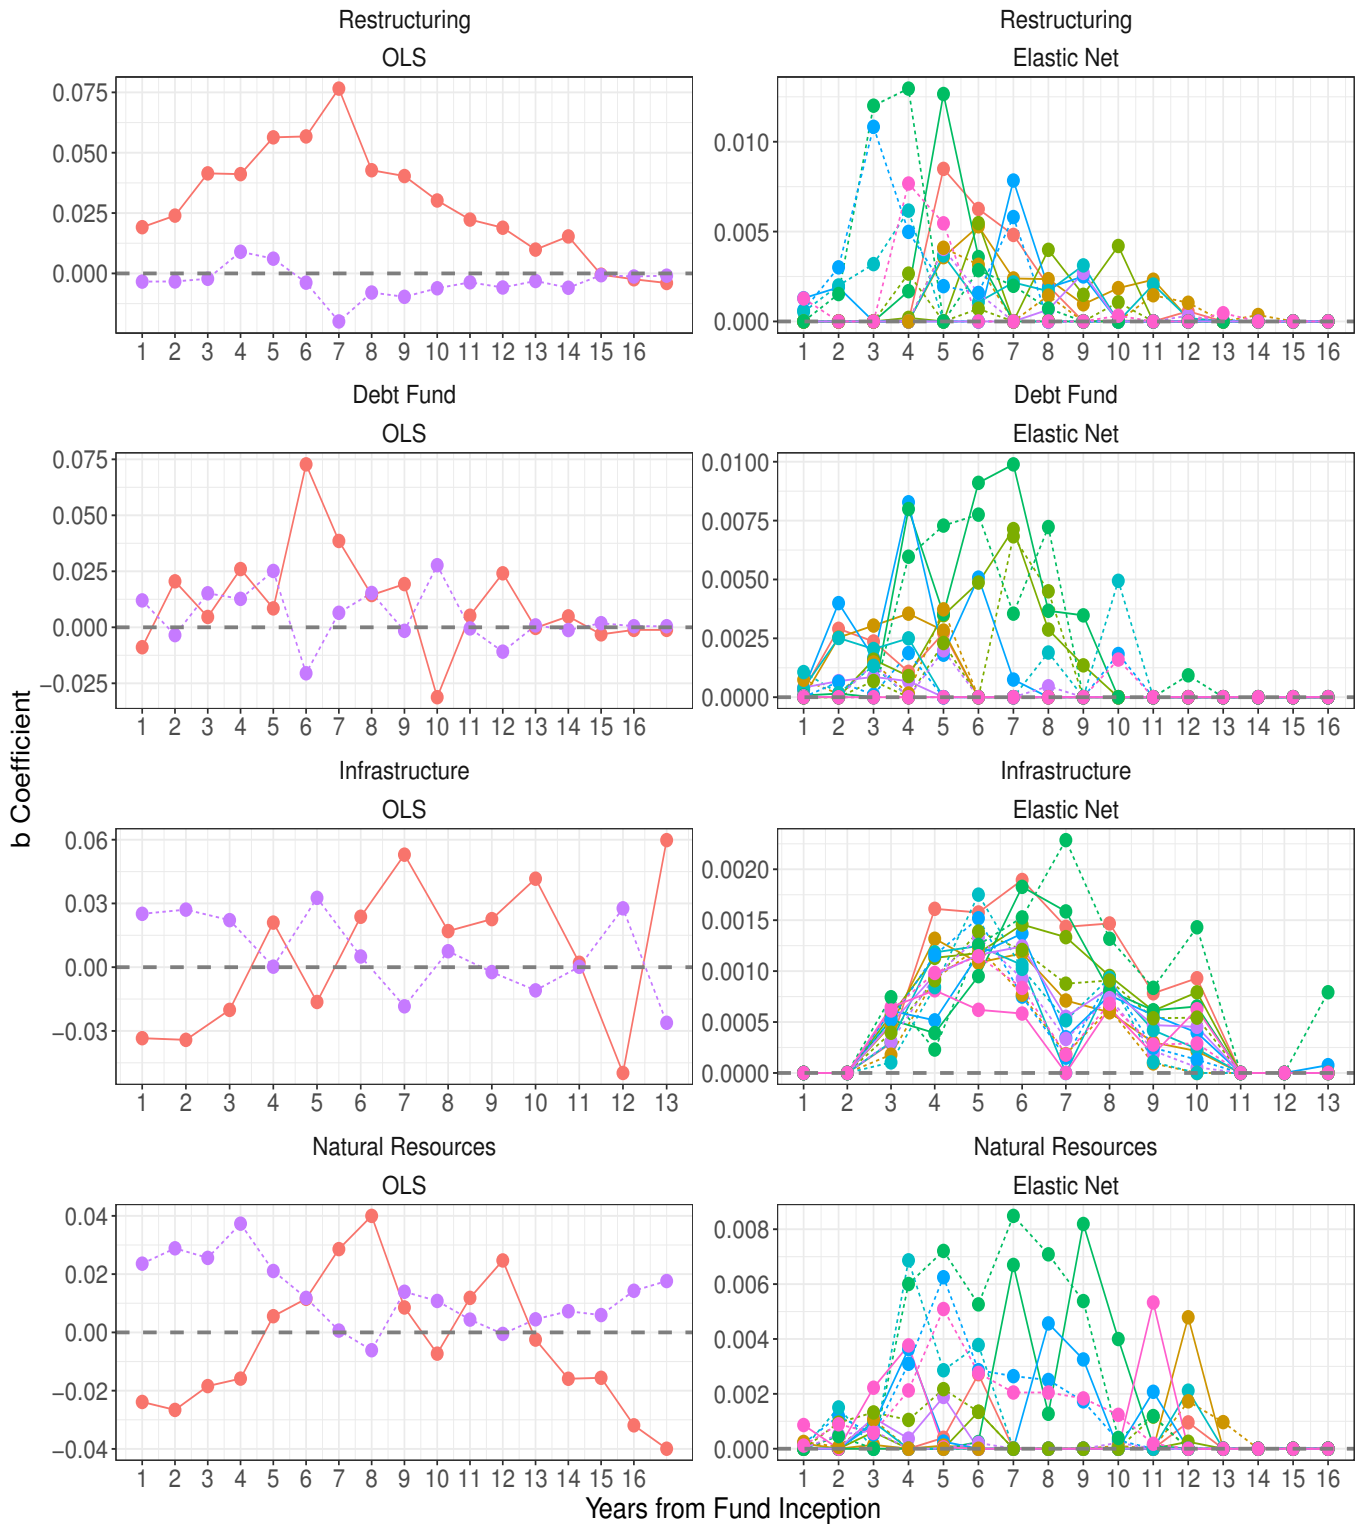 Restructuring
OLS
0.075
0.050
0.025
0.000
1 2 3 4 5 6 7 8 9 10 11 12 13 14 15 16
Restructuring
Elastic Net
0.010
0.005
0.000
1 2 3 4 5 6 7 8 9 10 11 12 13 14 15 16
Debt Fund
OLS
0.075
0.050
0.025
0.000
−0.025
1 2 3 4 5 6 7 8 9 10 11 12 13 14 15 16
Debt Fund
Elastic Net
0.0100
0.0075
0.0050
0.0025
0.0000
1 2 3 4 5 6 7 8 9 10 11 12 13 14 15 16
b Coefficient
Infrastructure
OLS
0.06
0.03
0.00
−0.03
1 2 3 4 5 6 7 8 9 10 11 12 13
Infrastructure
Elastic Net
0.0020
0.0015
0.0010
0.0005
0.0000
1 2 3 4 5 6 7 8 9 10 11 12 13
Natural Resources
OLS
0.04
0.02
0.00
−0.02
−0.04
1 2 3 4 5 6 7 8 9 10 11 12 13 14 15 16
Natural Resources
Elastic Net
0.008
0.006
0.004
0.002
0.000
1 2 3 4 5 6 7 8 9 10 11 12 13 14 15 16
Years from Fund Inception